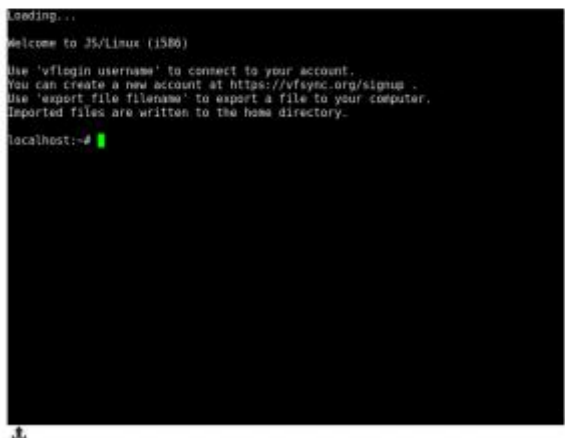 Loading...
Welcome to JS/Linux (i586)
Use 'vflogin username' to connect to your account.
You can create a new account at https://vfsync.org/signup .
Use 'export_file filename' to export a file to your computer.
Imported files are written to the home directory.
localhost:~#